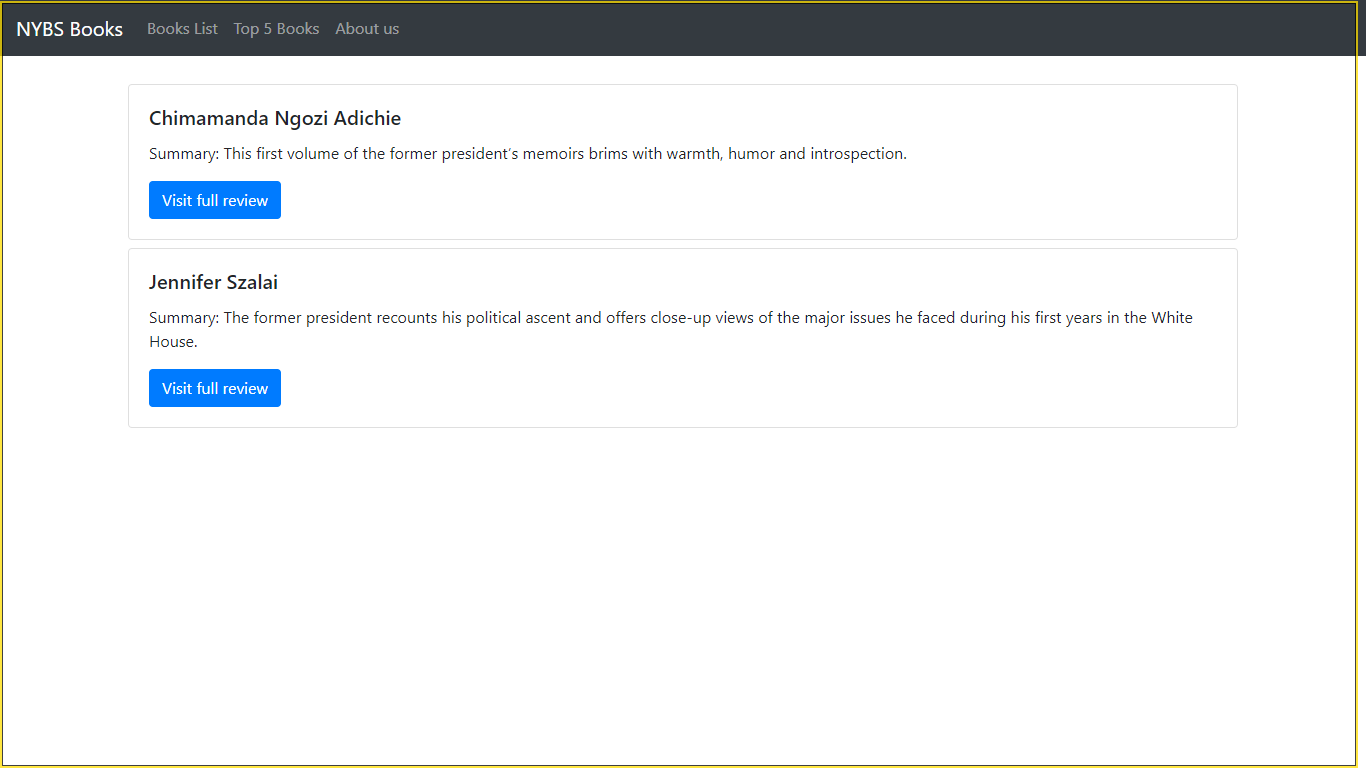 NYBS Books Books List Top 5 Books About us
Chimamanda Ngozi Adichie
Summary: This first volume of the former president’s memoirs brims with warmth, humor and introspection.
Visit full review
Jennifer Szalai
Summary: The former president recounts his political ascent and offers close-up views of the major issues he faced during his first years in the White
House.
Visit full review